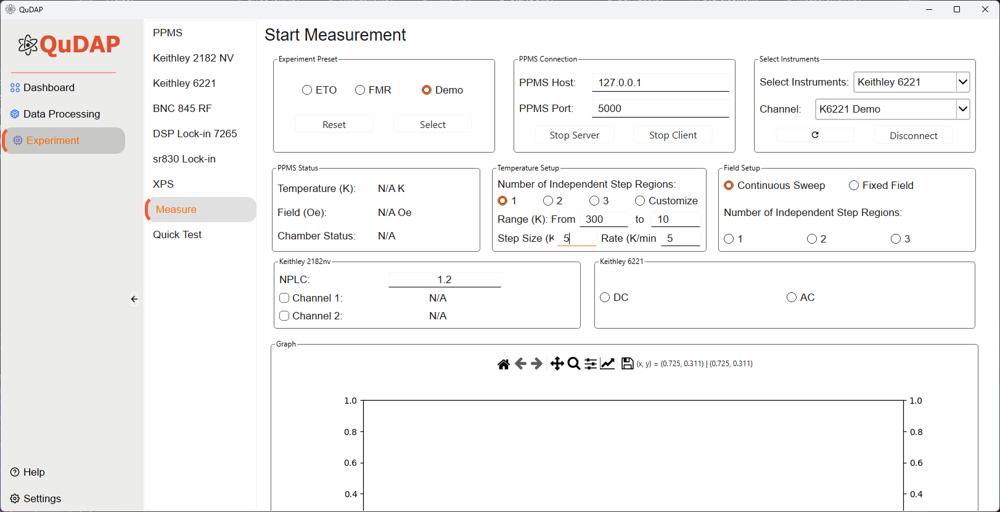 QuDAP
QuDAP
Dashboard
Data Processing
Experiment
Help
Settings
PPMS
Keithley 2182 NV
Keithley 6221
BNC 845 RF
DSP Lock-in 7265
sr830 Lock-in
XPS
Measure
Quick Test
Start Measurement
Experiment Preset
ETO FMR Demo
Reset Select
PPMS Connection
PPMS Host: 127.0.0.1
PPMS Port: 5000
Stop Server Stop Client
Select Instruments
Select Instruments: Keithley 6221
Channel: K6221 Demo
Disconnect
PPMS Status
Temperature (K): N/A K
Field (Oe): N/A Oe
Chamber Status: N/A
Temperature Setup
Number of Independent Step Regions:
1 2 3 Customize
Range (K): From 300 to 10
Step Size (K 5 Rate (K/min 5
Field Setup
Continuous Sweep Fixed Field
Number of Independent Step Regions:
1 2 3
Keithley 2182nv
NPLC: 1.2
Channel 1: N/A
Channel 2: N/A
Keithley 6221
DC AC
Graph
(x, y) = (0.725, 0.311) | (0.725, 0.311)
1.0 1.0
0.8 0.8
0.6 0.6
0.4 0.4